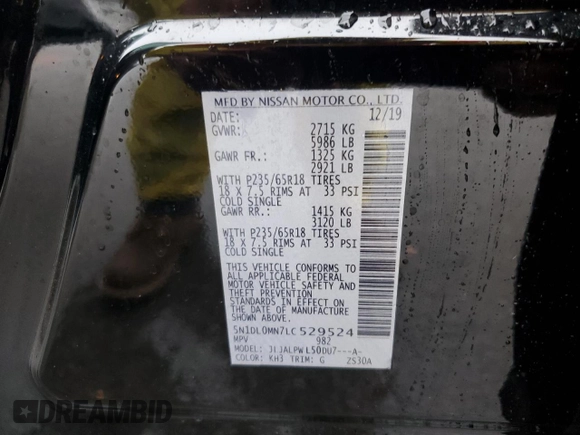 MFD BY NISSAN MOTOR CO., LTD.
DATE: 12/19
GVWR: 2715 KG
5986 LB
GAWR FR.: 1325 KG
2921 LB
WITH P235/65R18 TIRES
18 X 7.5 RIMS AT 33 PSI
COLD SINGLE
GAWR RR.: 1415 KG
3120 LB
WITH P235/65R18 TIRES
18 X 7.5 RIMS AT 33 PSI
COLD SINGLE
THIS VEHICLE CONFORMS TO
ALL APPLICABLE FEDERAL
MOTOR VEHICLE SAFETY AND
THEFT PREVENTION
STANDARDS IN EFFECT ON
THE DATE OF MANUFACTURE
SHOWN ABOVE.
5N1DL0MN7LC529524
MPV 982
MODEL: L50DU7---A-
COLOR: KH3 TRIM: G 2S30A
DREAMBID